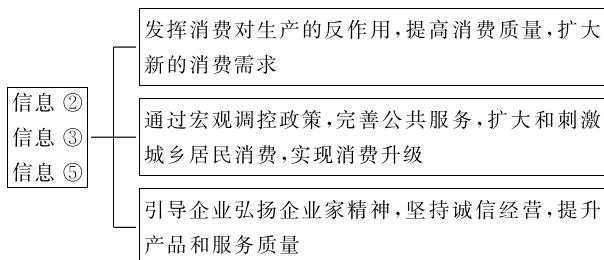 发挥消费对生产的反作用,提高消费质量,扩大
新的消费需求
信息 ②
信息 ③
信息 ⑤
通过宏观调控政策,完善公共服务,扩大和刺激
城乡居民消费,实现消费升级
引导企业弘扬企业家精神,坚持诚信经营,提升
产品和服务质量